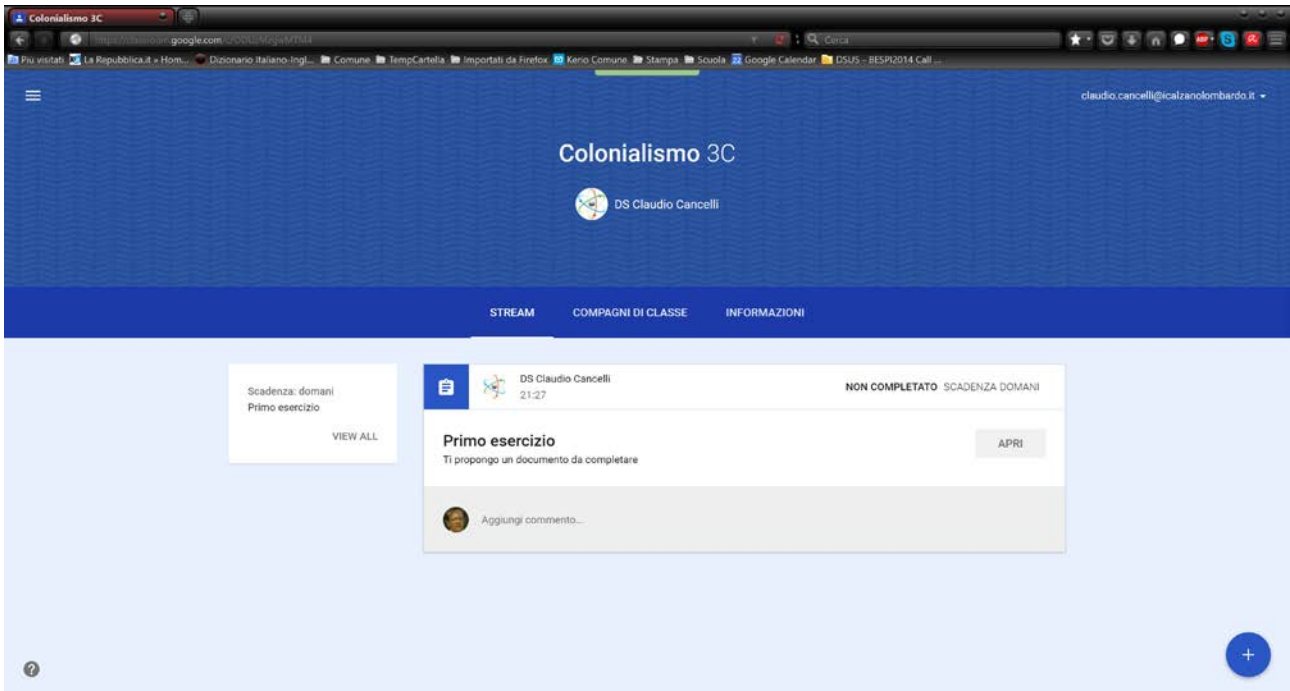 Colonialismo 3C
google.com
Cerca
Più visitati La Repubblica.it » Hom... Dizionario Italiano-Ingl... Comune TempCartella Importati da Firefox Kerio Comune Stampa Scuola Google Calendar DSUS - BESPI2014 Call ...
claudio.cancelli@icalzanolombardo.it
Colonialismo 3C
DS Claudio Cancelli
STREAM COMPAGNI DI CLASSE INFORMAZIONI
Scadenza: domani
Primo esercizio
VIEW ALL
DS Claudio Cancelli
21:27
NON COMPLETATO SCADENZA DOMANI
Primo esercizio
APRI
Ti propongo un documento da completare
Aggiungi commento...